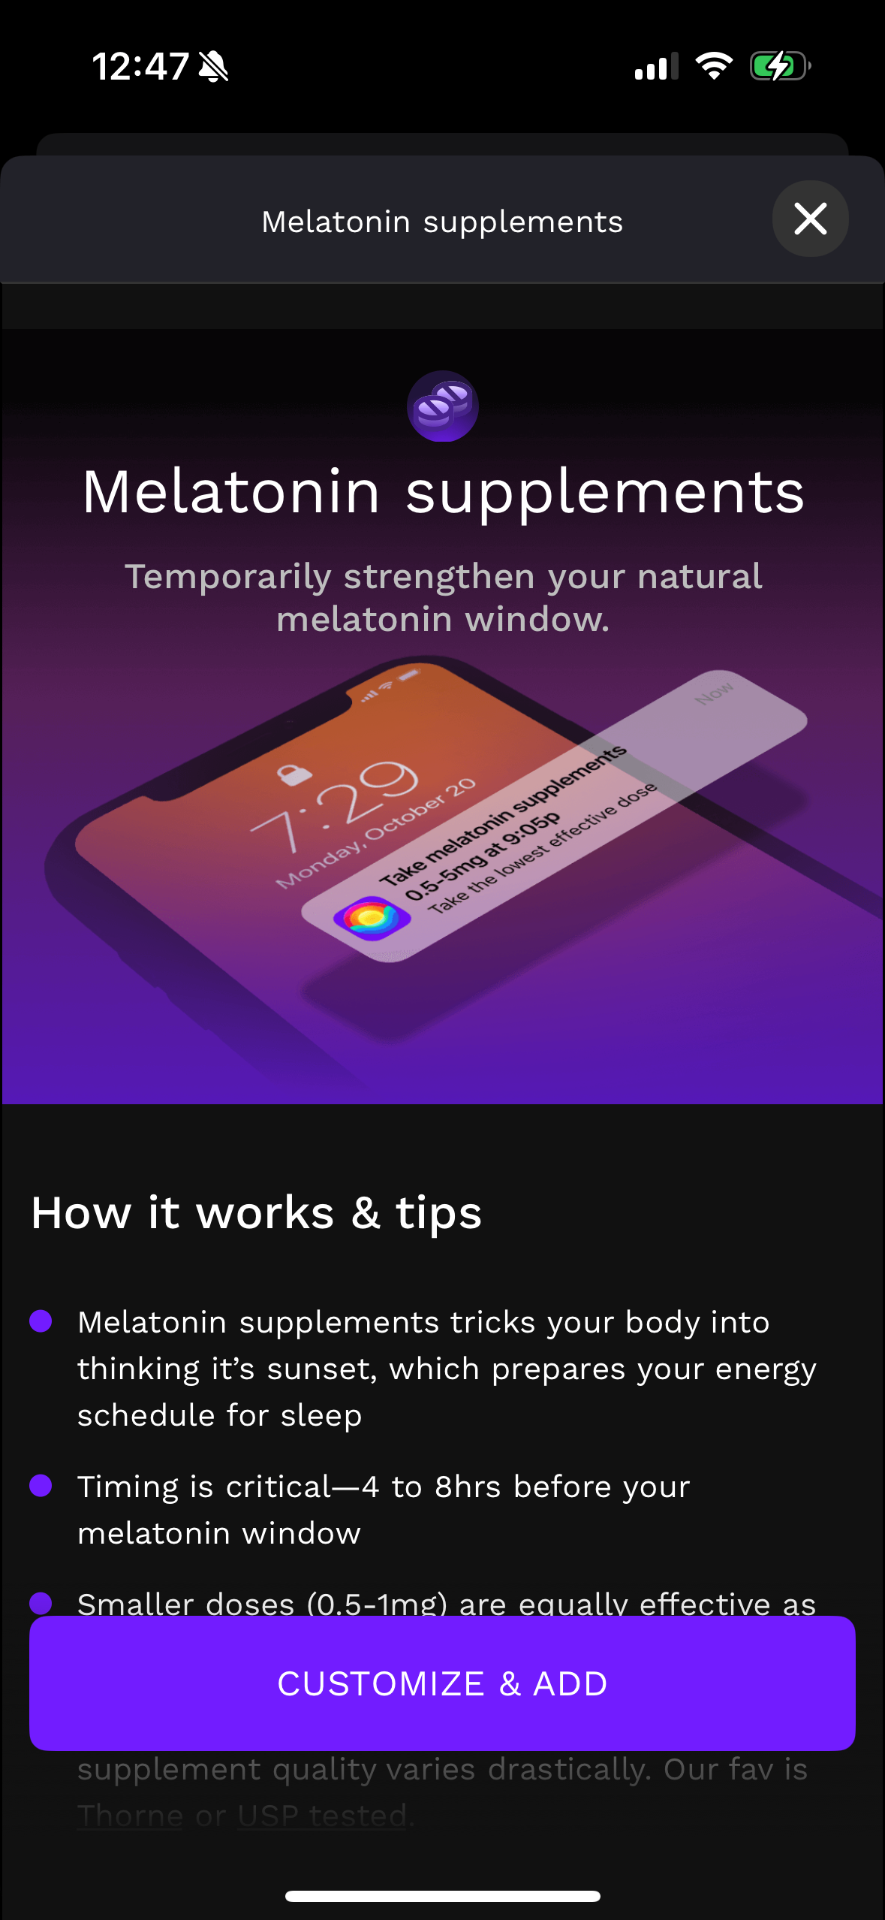 12:47
Melatonin supplements
Melatonin supplements
Temporarily strengthen your natural
melatonin window.
7:29
Monday, October 20
Now
Take melatonin supplements
0.5-5mg at 9:05p
Take the lowest effective dose
How it works & tips
Melatonin supplements tricks your body into
thinking it’s sunset, which prepares your energy
schedule for sleep
Timing is critical—4 to 8hrs before your
melatonin window
Smaller doses (0.5-1mg) are equally effective as
CUSTOMIZE & ADD
supplement quality varies drastically. Our fav is
Thorne or USP tested.